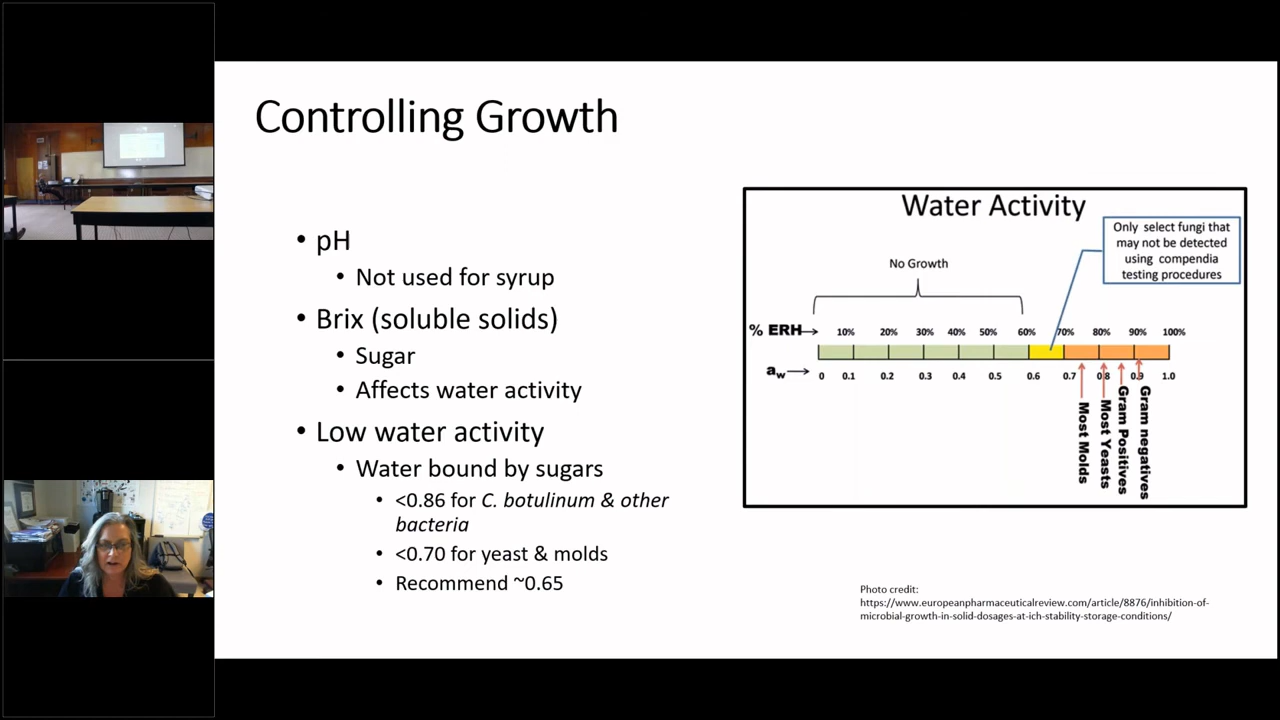 Controlling Growth
• pH
• Not used for syrup
• Brix (soluble solids)
• Sugar
• Affects water activity
• Low water activity
• Water bound by sugars
• <0.86 for C. botulinum & other
bacteria
• <0.70 for yeast & molds
• Recommend ~0.65
Water Activity
Only select fungi that
may not be detected
using compendia
testing procedures
No Growth
% ERH 10% 20% 30% 40% 50% 60% 70% 80% 90% 100%
aw 0 0.1 0.2 0.3 0.4 0.5 0.6 0.7 0.8 0.9 1.0
Most Molds
Most Yeasts
Gram Positives
Gram negatives
Photo credit:
https://www.europeanpharmaceuticalreview.com/article/8876/inhibition-of-
microbial-growth-in-solid-dosages-at-ich-stability-storage-conditions/